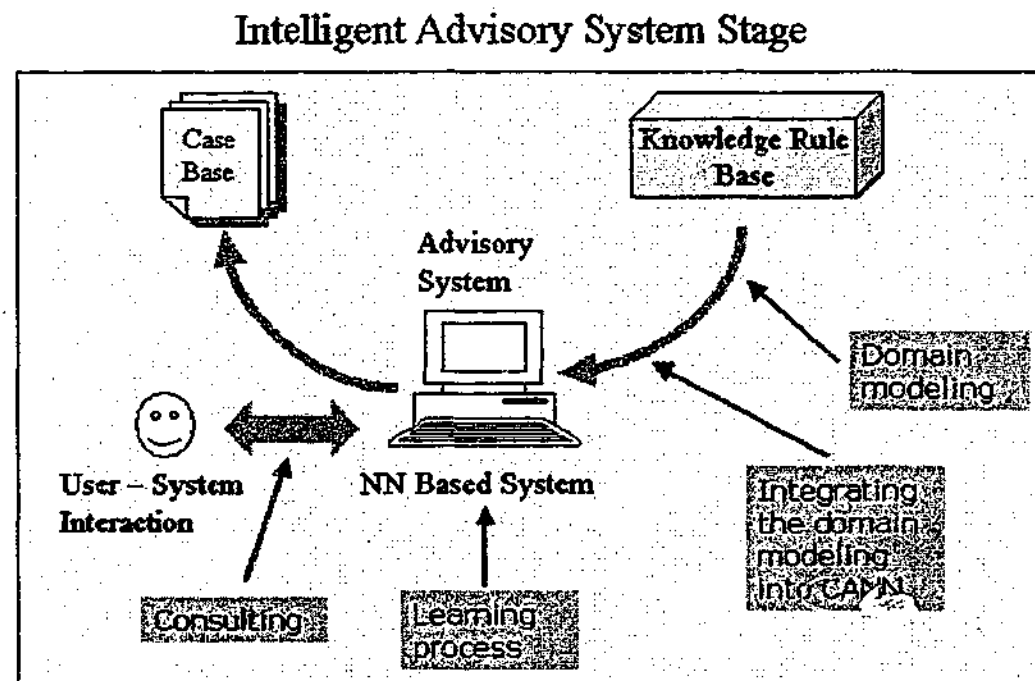 Intelligent Advisory System Stage
Case
Base
Knowledge Rule
Base
Advisory
System
Domain
modeling
User – System
Interaction
NN Based System
Integrating
the domain
modeling
into CANN
Consulting
Learning
process